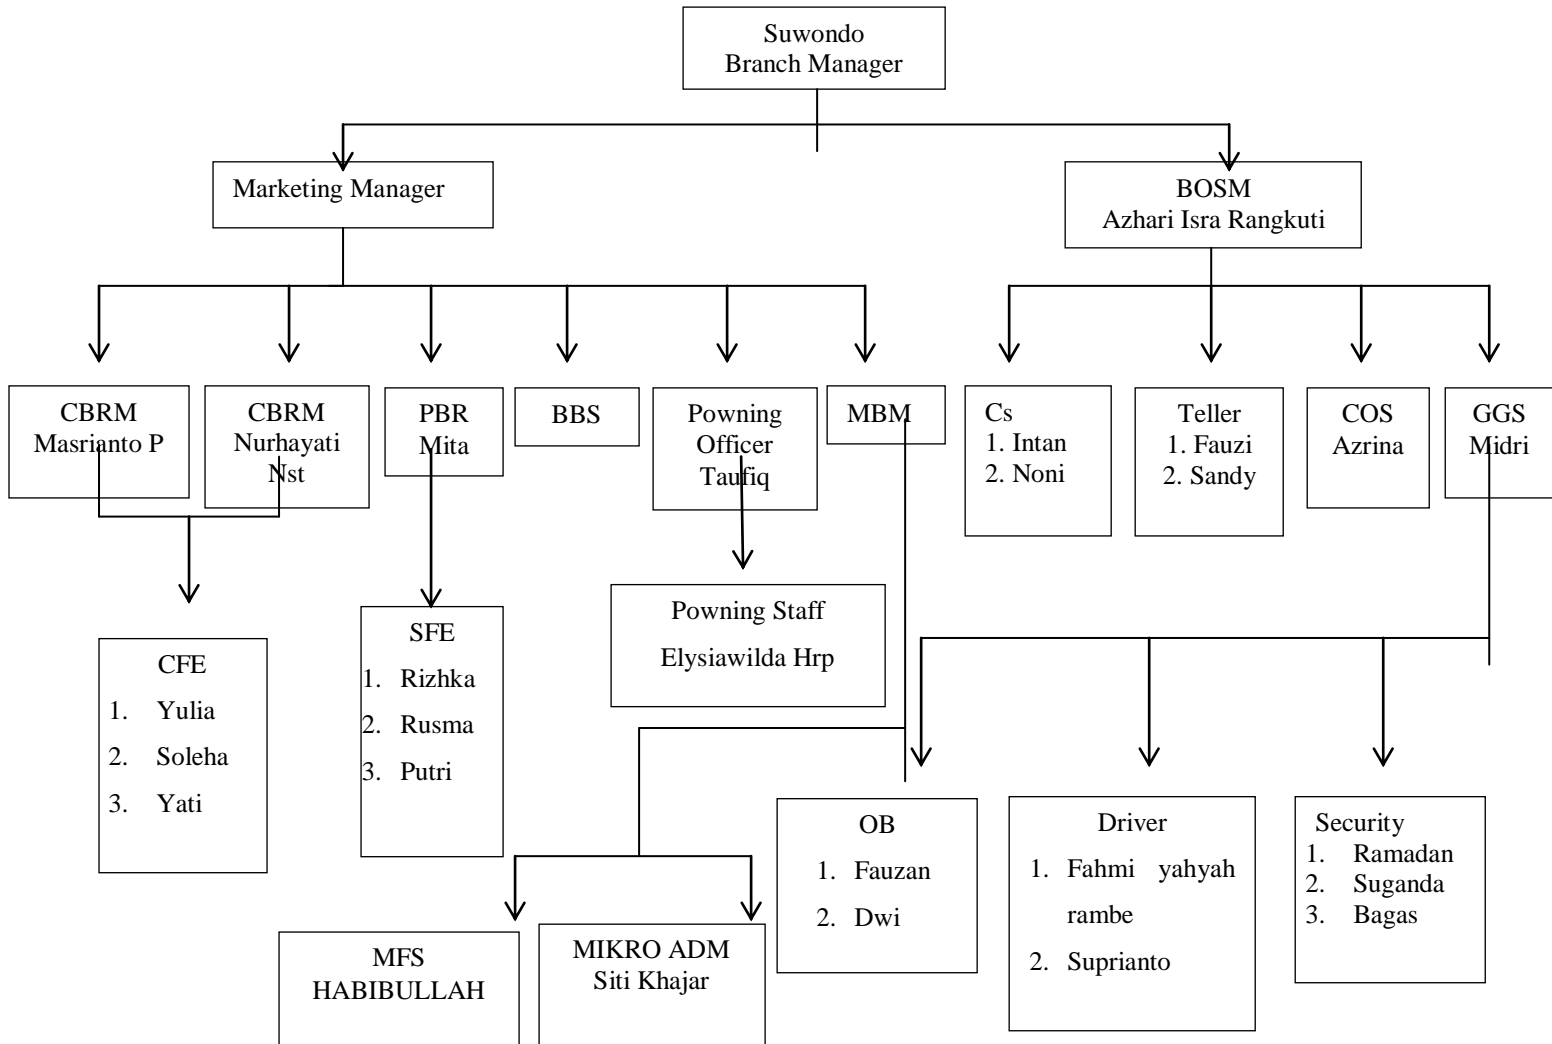 Suwondo
Branch Manager
Marketing Manager
BOSM
Azhari Isra Rangkuti
CBRM
Masrianto P
CBRM
Nurhayati
Nst
PBR
Mita
BBS
Powning
Officer
Taufiq
MBM
Cs
1. Intan
2. Noni
Teller
1. Fauzi
2. Sandy
COS
Azrina
GGS
Midri
Powning Staff
Elysiawilda Hrp
CFE
1. Yulia
2. Soleha
3. Yati
SFE
1. Rizhka
2. Rusma
3. Putri
OB
1. Fauzan
2. Dwi
Driver
1. Fahmi yahyah
rambe
2. Suprianto
Security
1. Ramadan
2. Suganda
3. Bagas
MFS
HABIBULLAH
MIKRO ADM
Siti Khajar